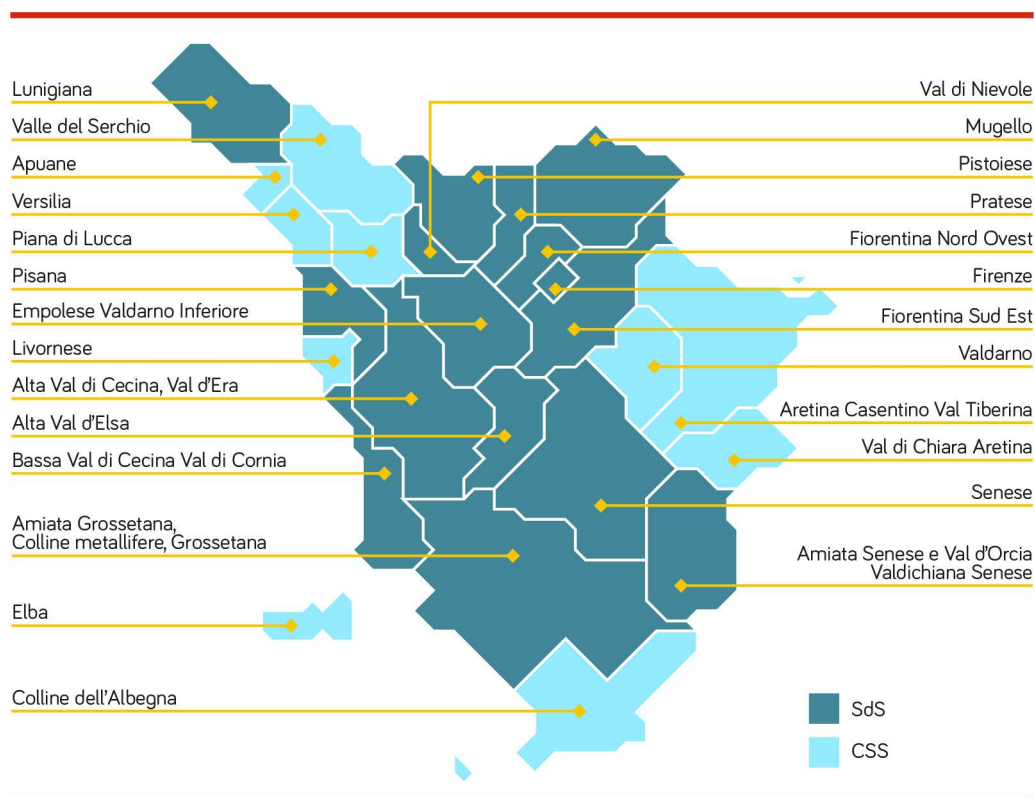 Lunigiana
Valle del Serchio
Apuane
Versilia
Piana di Lucca
Pisana
Empolese Valdarno Inferiore
Livornese
Alta Val di Cecina, Val d'Era
Alta Val d'Elsa
Bassa Val di Cecina Val di Cornia
Amiata Grossetana,
Colline metallifere, Grossetana
Elba
Colline dell'Albegna
Val di Nievole
Mugello
Pistoiese
Pratese
Fiorentina Nord Ovest
Firenze
Fiorentina Sud Est
Valdarno
Aretina Casentino Val Tiberina
Val di Chiara Aretina
Senese
Amiata Senese e Val d'Orcia
Valdichiana Senese
SdS
CSS